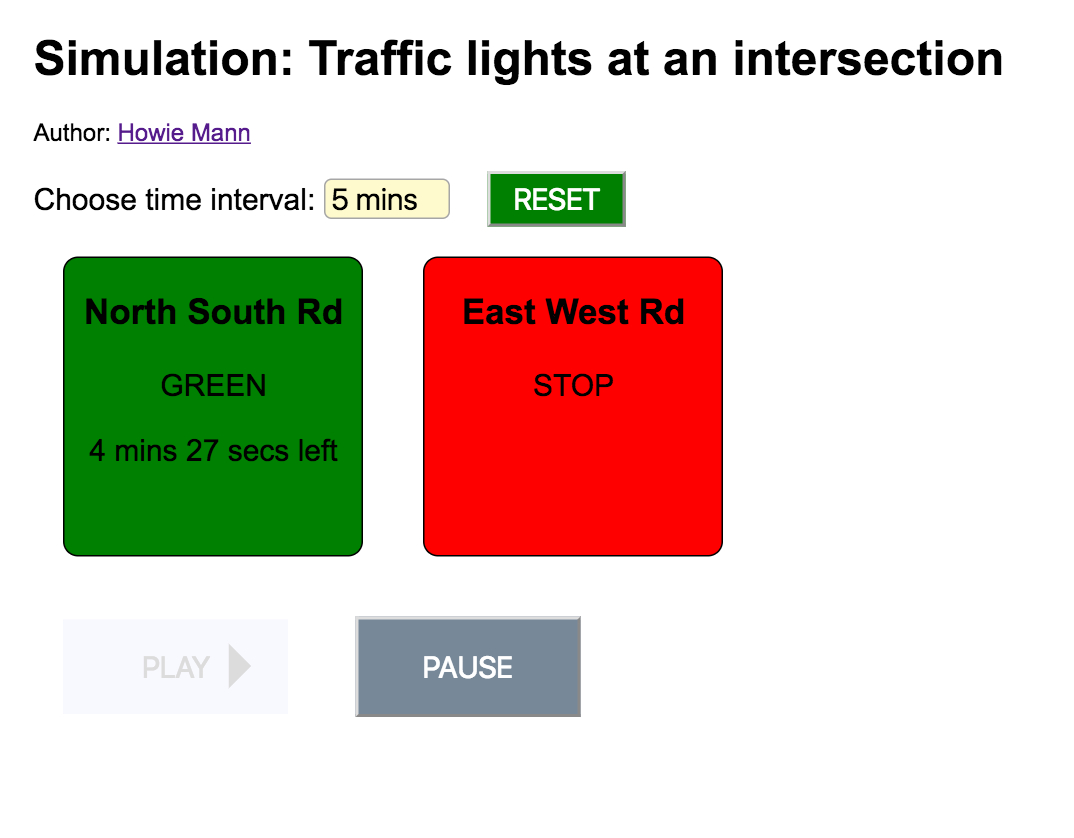 Simulation: Traffic lights at an intersection
Author: Howie Mann
Choose time interval: 5 mins RESET
North South Rd East West Rd
GREEN STOP
4 mins 27 secs left
PLAY PAUSE